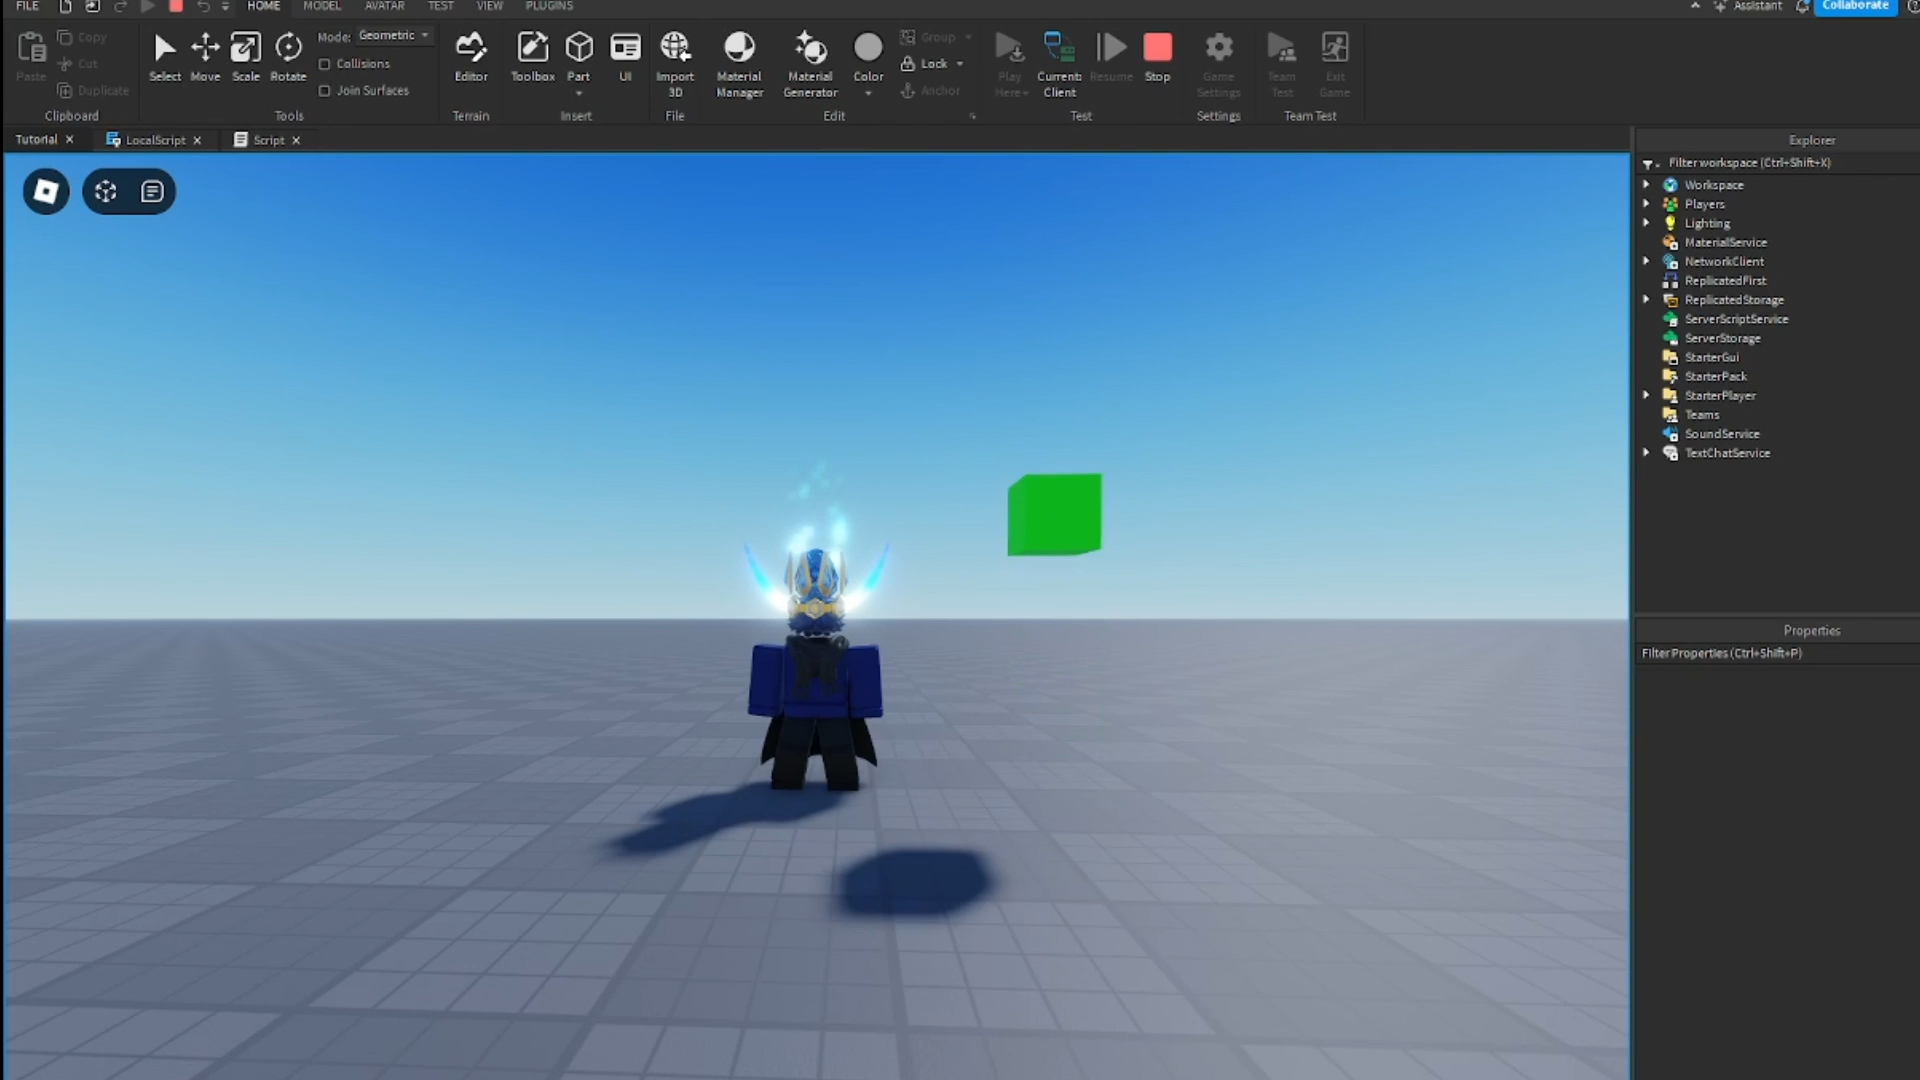 FILE HOME MODEL AVATAR TEST VIEW PLUGINS Assistant Collaborate
Paste Copy Cut Duplicate
Clipboard
Select Move Scale Rotate
Mode: Geometric
Collisions
Join Surfaces
Tools
Editor
Terrain
Toolbox Part UI
Insert
Import 3D
File
Material Manager
Material Generator
Color
Group
Lock
Anchor
Edit
Play Here
Current: Client
Resume
Stop
Test
Game Settings
Settings
Team Test
Exit Game
Team Test
Tutorial LocalScript Script
Explorer
Filter workspace (Ctrl+Shift+X)
Workspace
Players
Lighting
MaterialService
NetworkClient
ReplicatedFirst
ReplicatedStorage
ServerScriptService
ServerStorage
StarterGui
StarterPack
StarterPlayer
Teams
SoundService
TextChatService
Properties
Filter Properties (Ctrl+Shift+P)